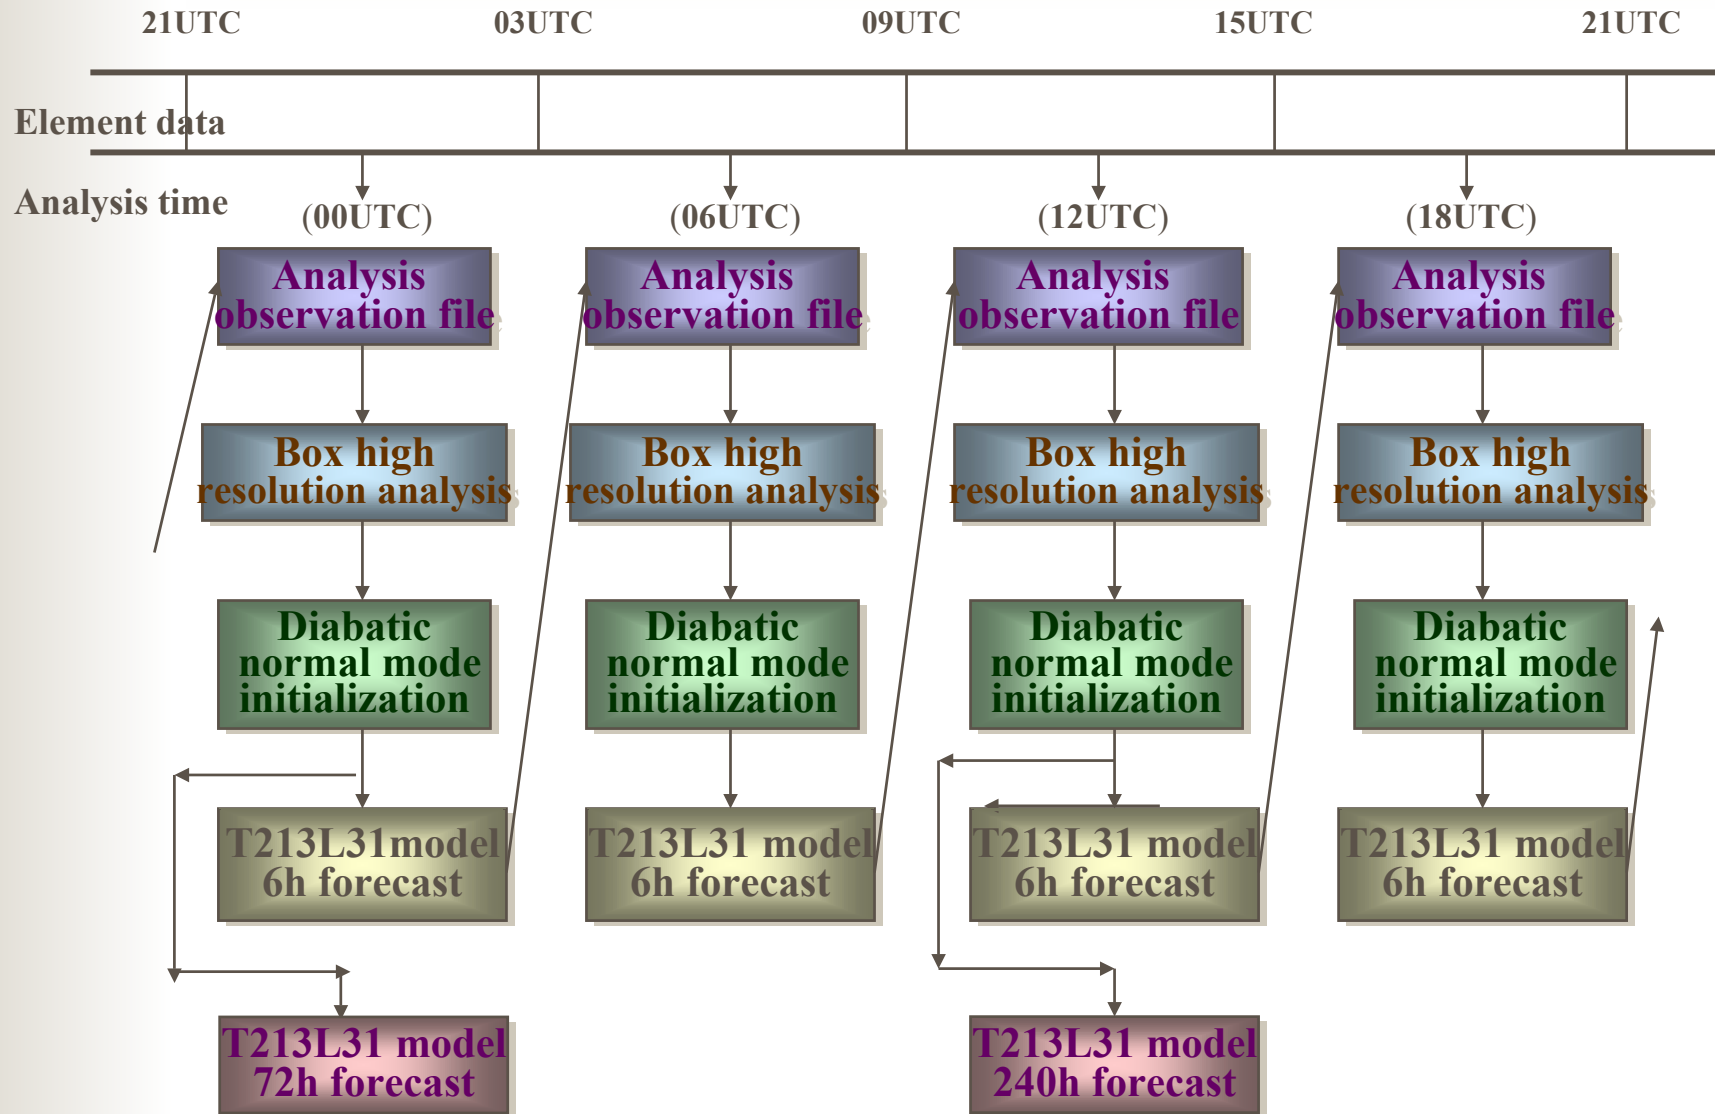 21UTC 03UTC 09UTC 15UTC 21UTC
Element data
Analysis time
(00UTC) (06UTC) (12UTC) (18UTC)
Analysis
observation file
Analysis
observation file
Analysis
observation file
Analysis
observation file
Box high
resolution analysis
Box high
resolution analysis
Box high
resolution analysis
Box high
resolution analysis
Diabatic
normal mode
initialization
Diabatic
normal mode
initialization
Diabatic
normal mode
initialization
Diabatic
normal mode
initialization
T213L31model
6h forecast
T213L31 model
6h forecast
T213L31 model
6h forecast
T213L31 model
6h forecast
T213L31 model
72h forecast
T213L31 model
240h forecast